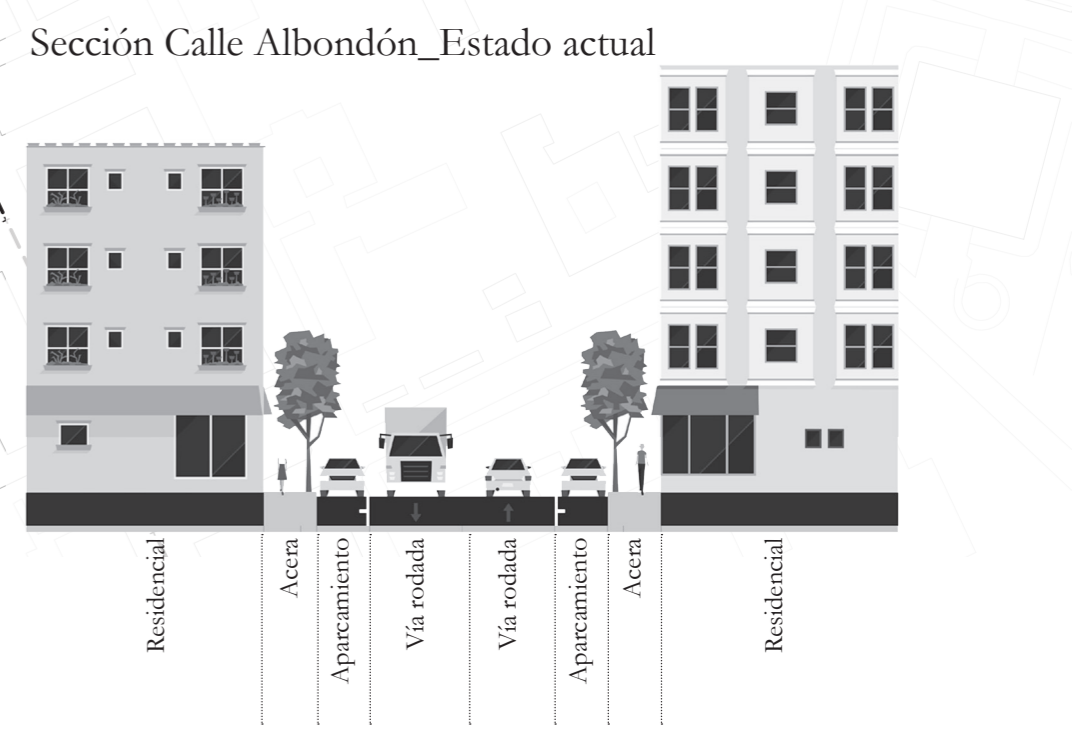 Sección Calle Albondón_Estado actual
Residencial
Acera
Aparcamiento
Vía rodada
Vía rodada
Aparcamiento
Acera
Residencial